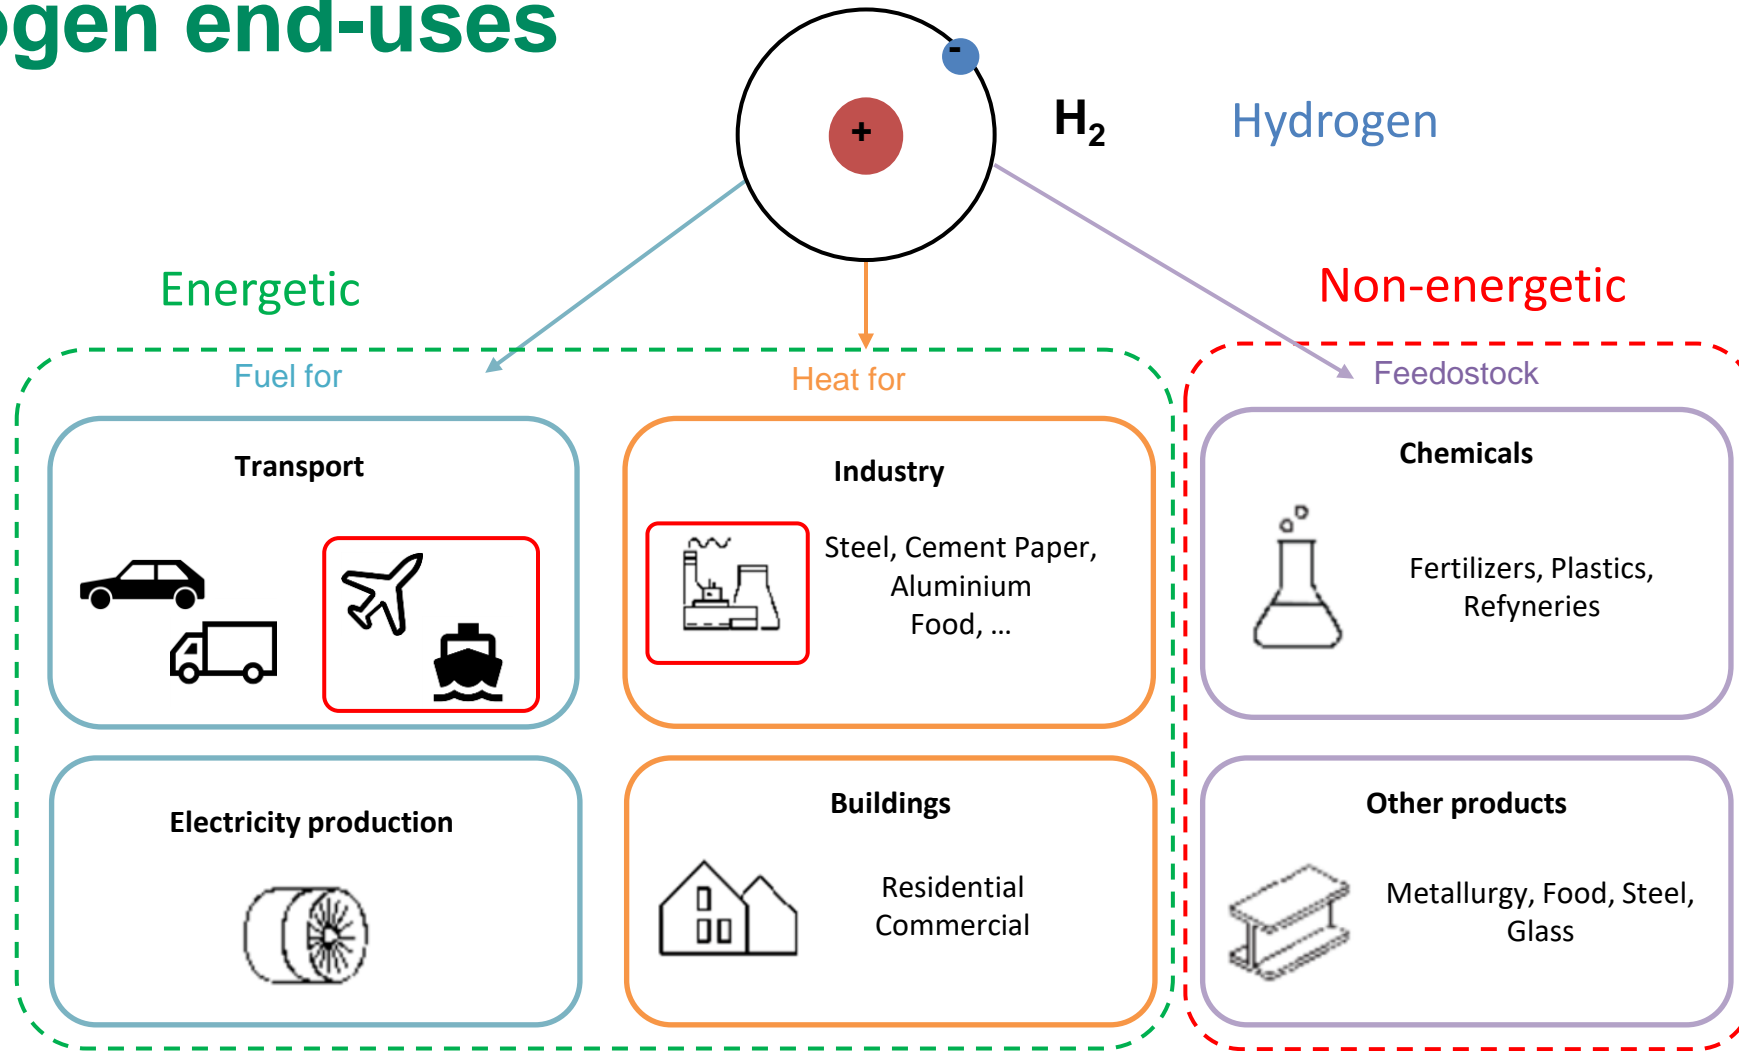 ogen end-uses
-
+
H₂
Hydrogen
Energetic
Non-energetic
Fuel for
Heat for
Feedostock
Transport
Industry
Steel, Cement Paper,
Aluminium
Food, ...
Chemicals
Fertilizers, Plastics,
Refyneries
Electricity production
Buildings
Residential
Commercial
Other products
Metallurgy, Food, Steel,
Glass